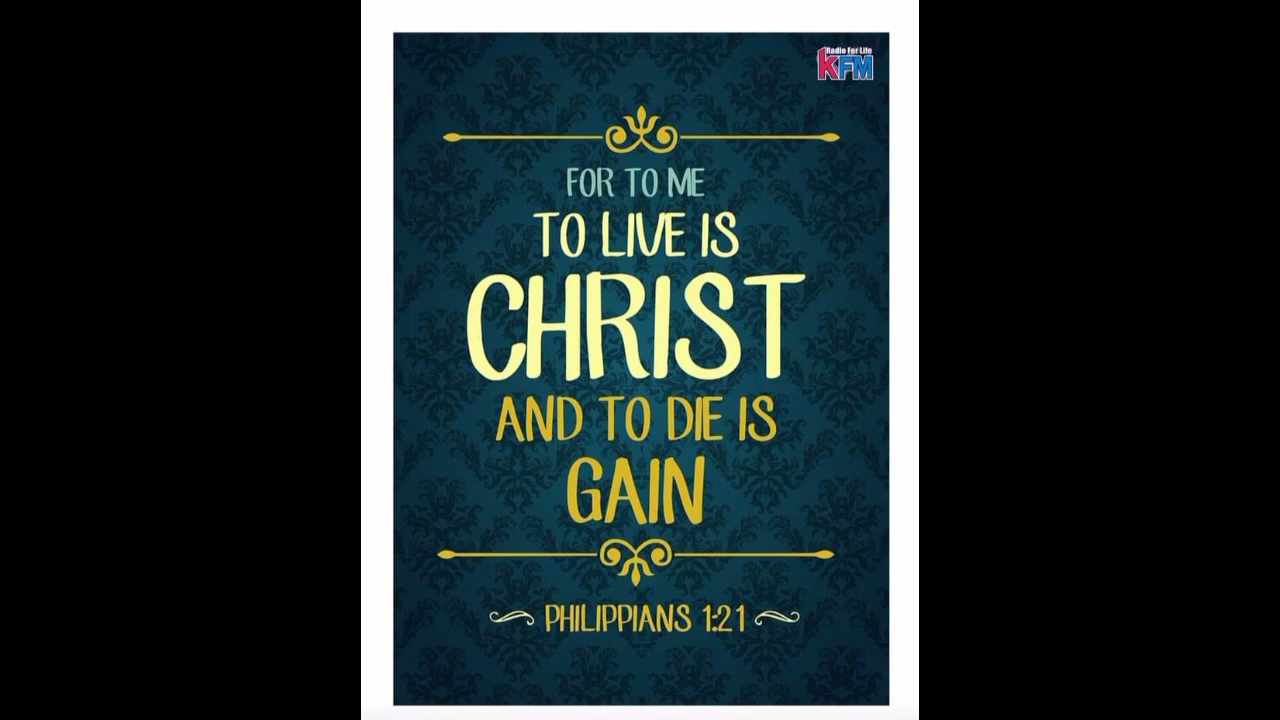 Radio For Life
KFM
FOR TO ME
TO LIVE IS
CHRIST
AND TO DIE IS
GAIN
PHILIPPIANS 1:21